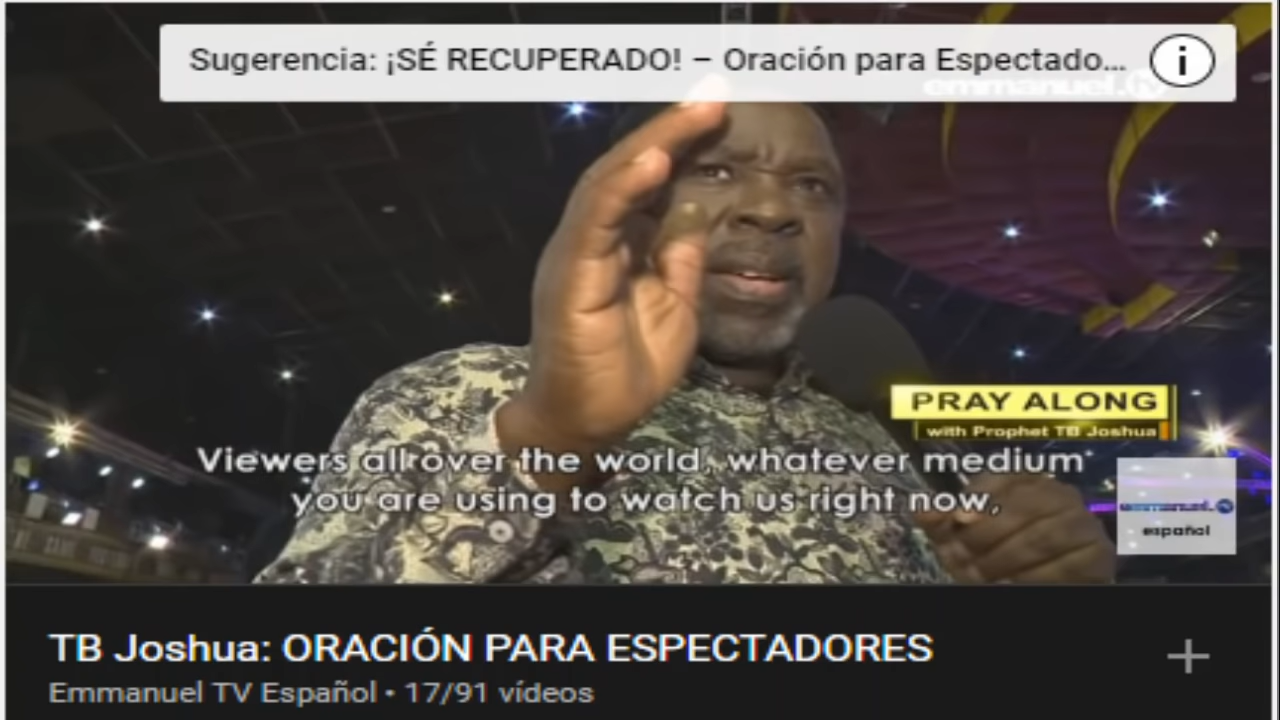 Sugerencia: ¡SÉ RECUPERADO! – Oración para Espectado...
emmanuel.tv
PRAY ALONG
with Prophet TB Joshua
Viewers all over the world, whatever medium
you are using to watch us right now,
emmanuel.tv
español
TB Joshua: ORACIÓN PARA ESPECTADORES
Emmanuel TV Español • 17/91 vídeos